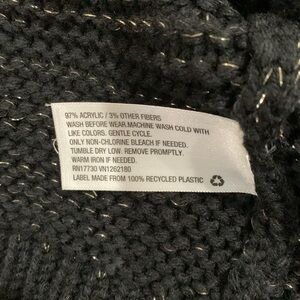 97% ACRYLIC / 3% OTHER FIBERS
WASH BEFORE WEAR.MACHINE WASH COLD WITH
LIKE COLORS. GENTLE CYCLE.
ONLY NON-CHLORINE BLEACH IF NEEDED.
TUMBLE DRY LOW. REMOVE PROMPTLY.
WARM IRON IF NEEDED.
RN17730 VN1262180
LABEL MADE FROM 100% RECYCLED PLASTIC